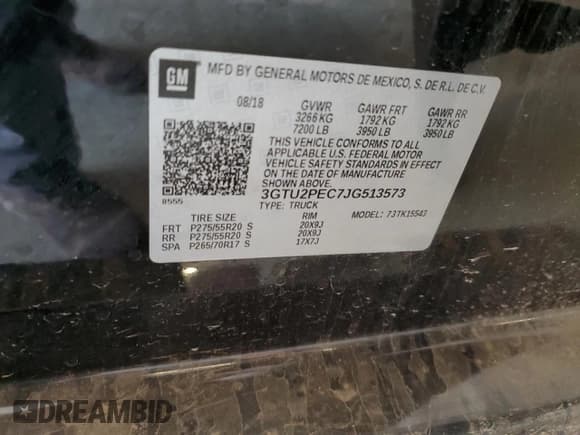 GM
MFD BY GENERAL MOTORS DE MEXICO, S. DE R.L. DE C.V.
08/18 GVWR GAWR FRT GAWR RR
3266 KG 1792 KG 1792 KG
7200 LB 3950 LB 3950 LB
THIS VEHICLE CONFORMS TO ALL
APPLICABLE U.S. FEDERAL MOTOR
VEHICLE SAFETY STANDARDS IN EFFECT
ON THE DATE OF MANUFACTURE
SHOWN ABOVE.
8555
3GTU2PEC7JG513573
TYPE: TRUCK MODEL: 73TK15543
TIRE SIZE RIM
FRT P275/55R20 S 20X9J
RR P275/55R20 S 20X9J
SPA P265/70R17 S 17X7J
DREAMBID